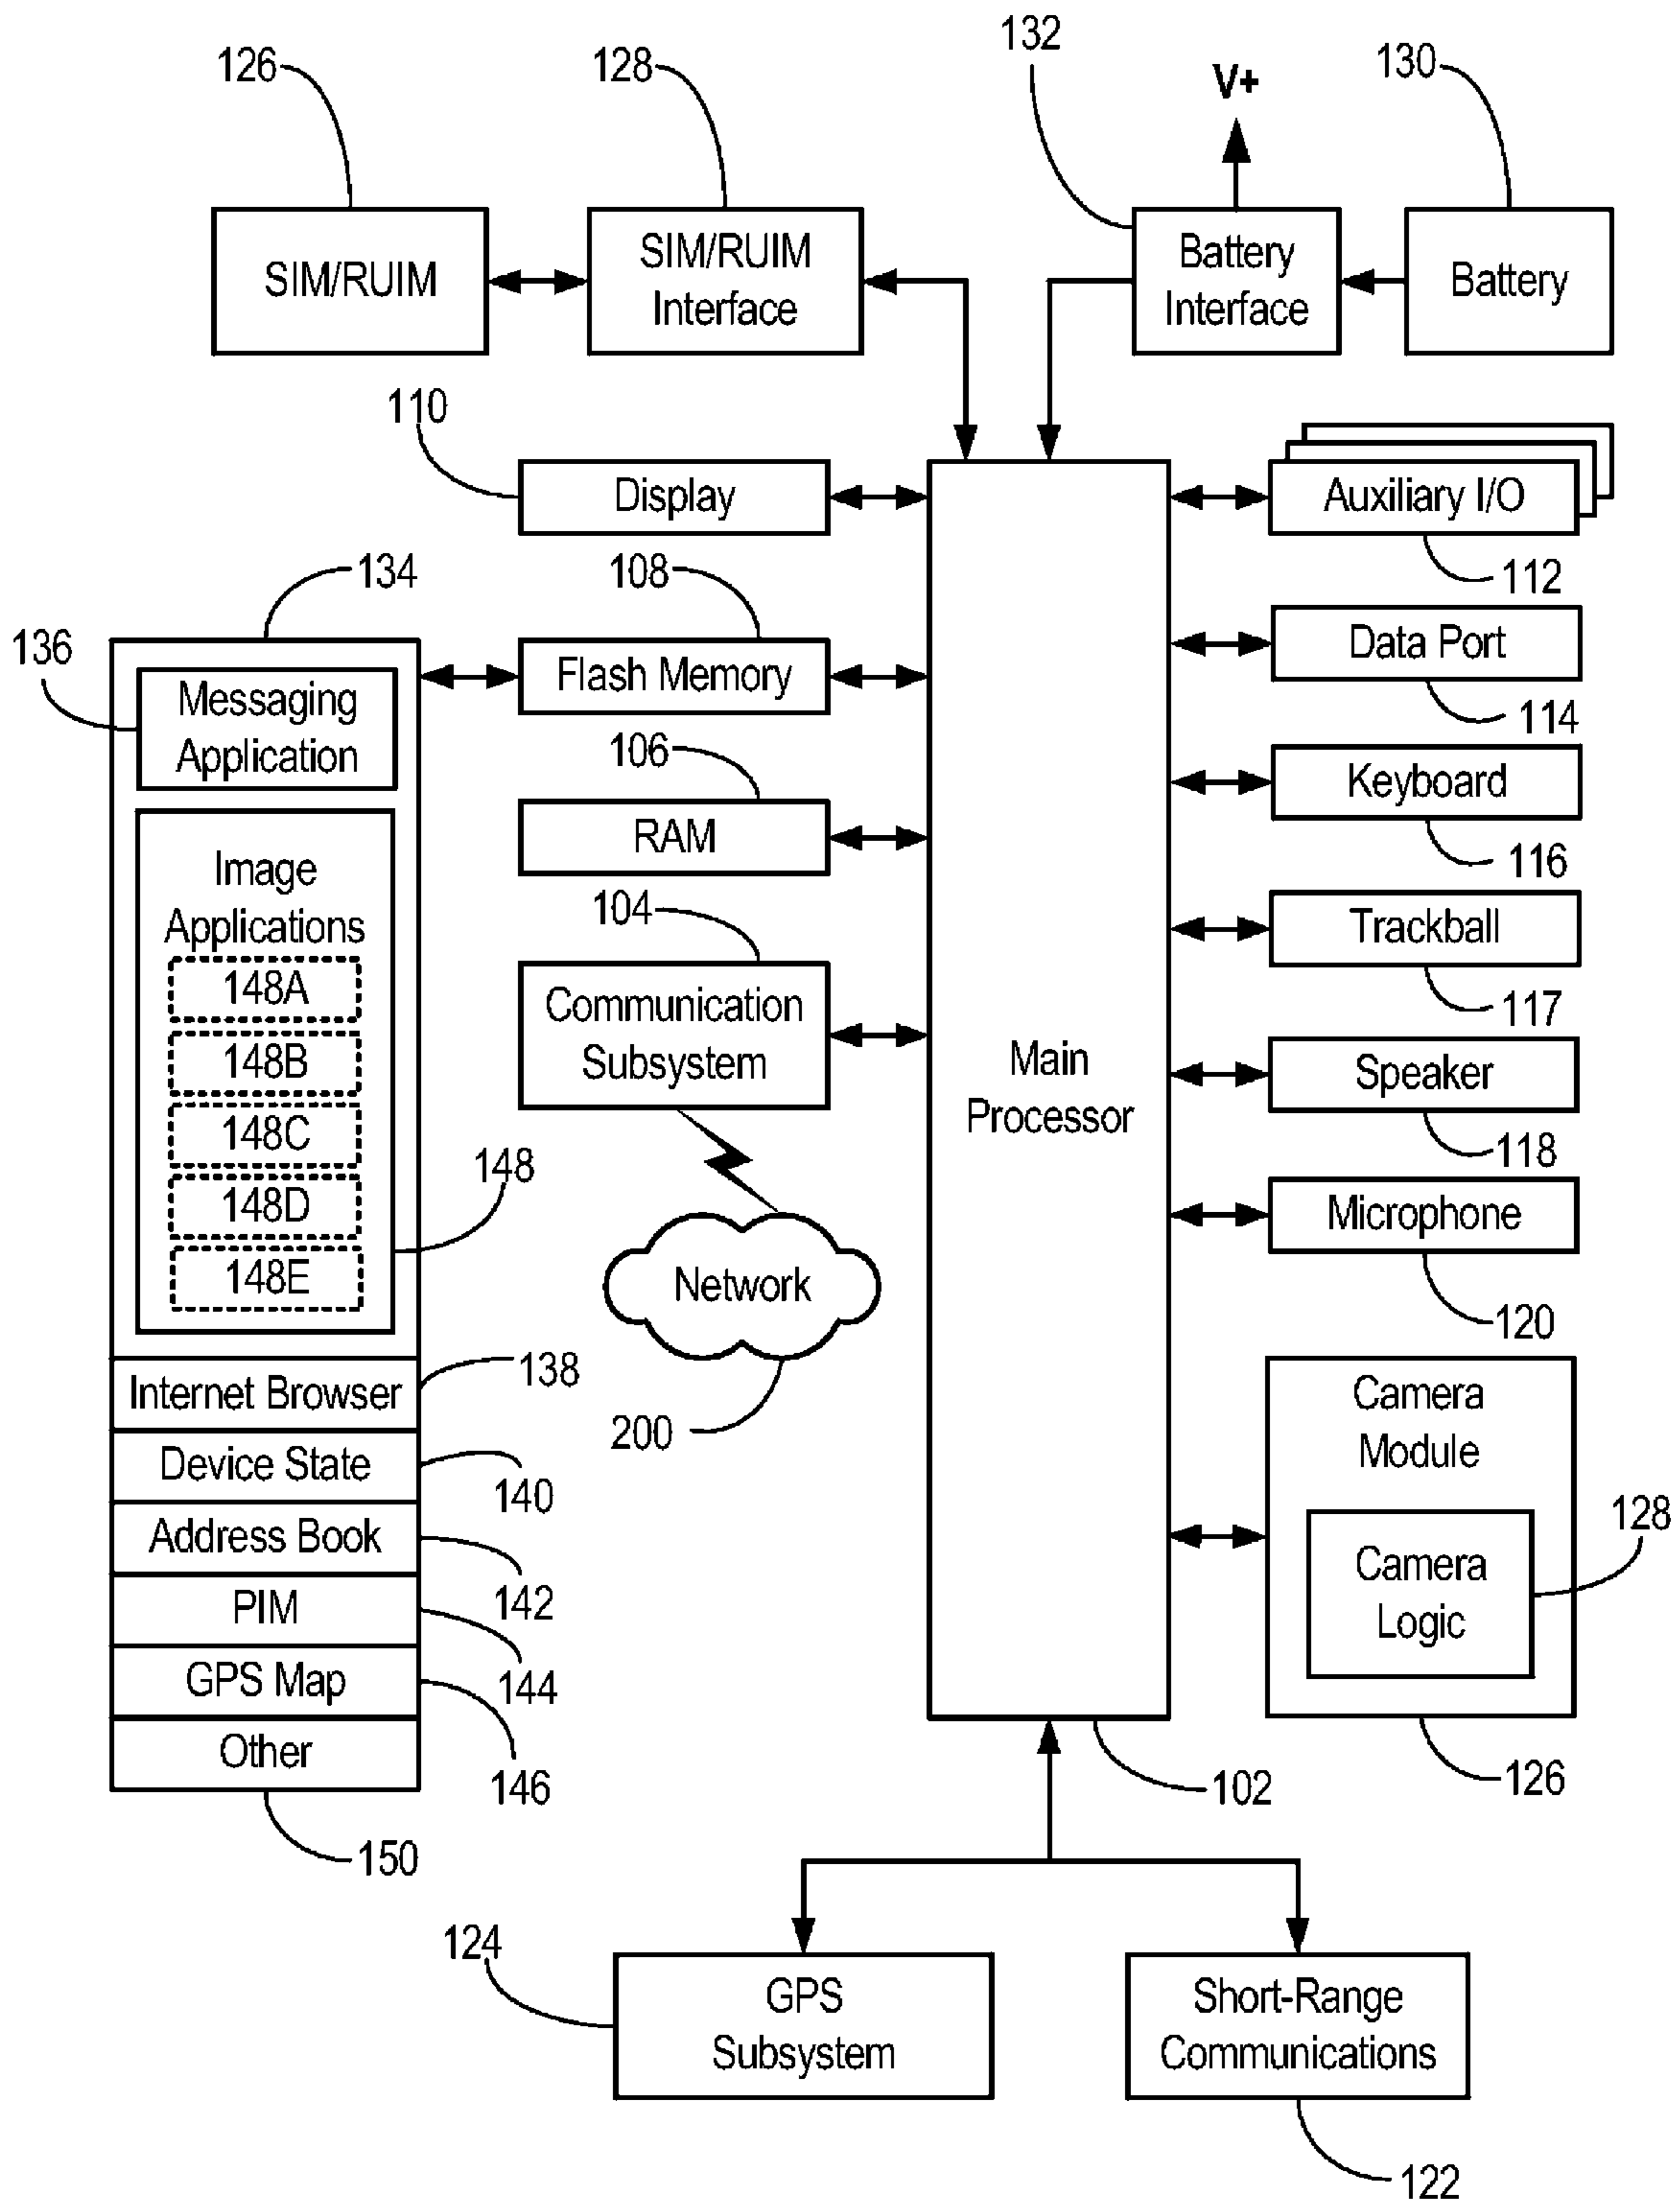 132
126
128
V+
130
SIM/RUIM
SIM/RUIM
Interface
Battery
Interface
Battery
110
Display
Auxiliary I/O
112
134
108
136
Messaging
Application
Flash Memory
Data Port
114
106
RAM
Keyboard
116
Image
Applications
148A
148B
148C
148D
148E
148
104
Communication
Subsystem
Trackball
117
Main
Processor
Speaker
118
Microphone
120
Network
200
Internet Browser
138
Device State
140
Address Book
142
PIM
144
GPS Map
146
Other
150
Camera
Module
Camera
Logic
128
126
102
124
GPS
Subsystem
Short-Range
Communications
122